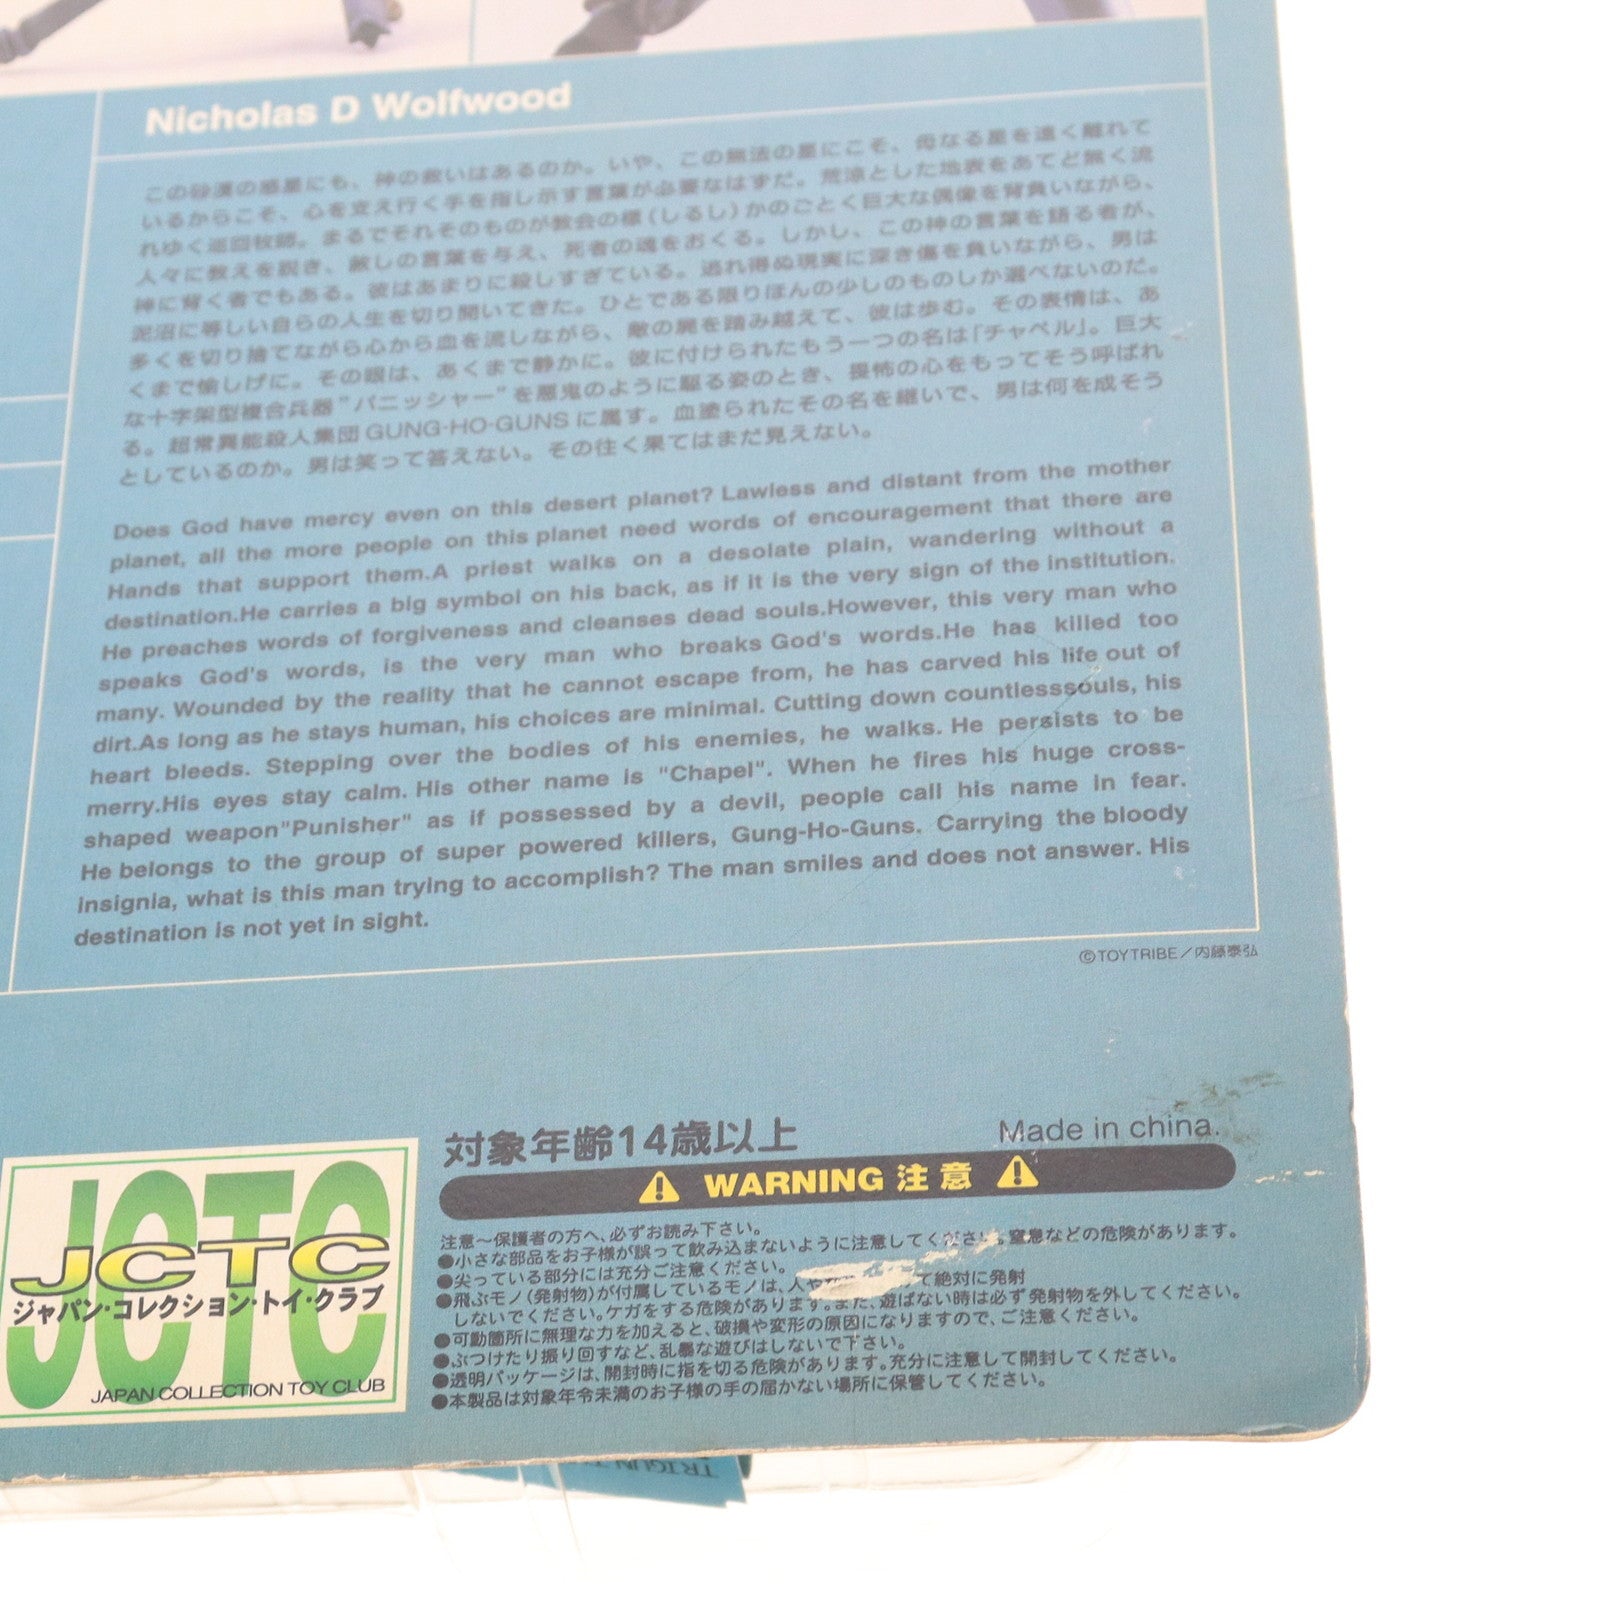 Nicholas D Wolfwood
この砂漠の惑星にも、神の救いはあるのか。いや、この無法の星にこそ、母なる星を遠く離れて
いるからこそ、心を支え行く手を指し示す言葉が必要なはずだ。荒涼とした地表をあてど無く流
れゆく巡回牧師。まるでそれそのものが教会の標(しるし)かのごとく巨大な偶像を背負いながら、
人々に教えを説き、赦しの言葉を与え、死者の魂をおくる。しかし、この神の言葉を語る者が、
神に背く者でもある。彼はあまりに殺しすぎている。逃れ得ぬ現実に深き傷を負いながら、男は
泥沼に等しい自らの人生を切り開いてきた。ひとである限りほんの少しのものしか選べないのだ。
多くを切り捨てながら心から血を流しながら、敵の屍を踏み越えて、彼は歩む。その表情は、あ
くまで愉しげに。その眼は、あくまで静かに。彼に付けられたもう一つの名は「チャペル」。巨大
な十字架型複合兵器"パニッシャー"を悪鬼のように駆る姿のとき、畏怖の心をもってそう呼ばれ
る。超常異能殺人集団GUNG-HO-GUNSに属す。血塗られたその名を継いで、男は何を成そう
としているのか。男は笑って答えない。その往く果てはまだ見えない。
Does God have mercy even on this desert planet? Lawless and distant from the mother
planet, all the more people on this planet need words of encouragement that there are
Hands that support them.A priest walks on a desolate plain, wandering without a
destination.He carries a big symbol on his back, as if it is the very sign of the institution.
He preaches words of forgiveness and cleanses dead souls.However, this very man who
speaks God's words, is the very man who breaks God's words.He has killed too
many. Wounded by the reality that he cannot escape from, he has carved his life out of
dirt.As long as he stays human, his choices are minimal. Cutting down countlesssouls, his
heart bleeds. Stepping over the bodies of his enemies, he walks. He persists to be
merry.His eyes stay calm. His other name is "Chapel". When he fires his huge cross-
shaped weapon"Punisher" as if possessed by a devil, people call his name in fear.
He belongs to the group of super powered killers, Gung-Ho-Guns. Carrying the bloody
insignia, what is this man trying to accomplish? The man smiles and does not answer. His
destination is not yet in sight.
©TOYTRIBE/内藤泰弘
対象年齢14歳以上
Made in china.
WARNING 注意
注意〜保護者の方へ、必ずお読み下さい。
●小さな部品をお子様が誤って飲み込まないように注意してください。窒息などの危険があります。
●尖っている部分には充分ご注意ください。
●飛ぶモノ(発射物)が付属しているモノは、人や て絶対に発射
しないでください。ケガをする危険があります。また、遊ばない時は必ず発射物を外してください。
●可動箇所に無理な力を加えると、破損や変形の原因になりますので、ご注意ください。
●ぶつけたり振り回すなど、乱暴な遊びはしないで下さい。
●透明パッケージは、開封時に指を切る危険があります。充分に注意して開封してください。
●本製品は対象年令未満のお子様の手の届かない場所に保管してください。
JCTC
JCTC
ジャパン・コレクション・トイ・クラブ
JAPAN COLLECTION TOY CLUB
TRIGUN